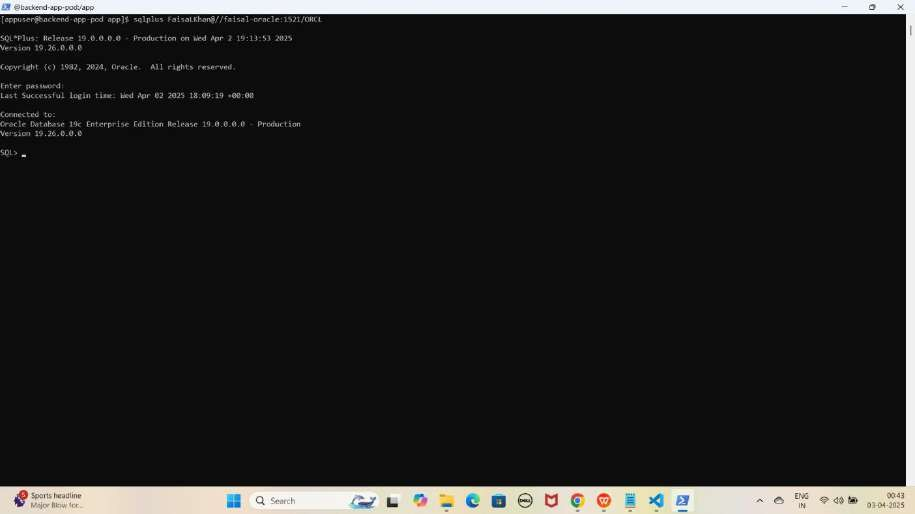 @backend-app-pod:/app
[appuser@backend-app-pod app]$ sqlplus FaisalKhan@//faisal-oracle:1521/ORCL
SQL*Plus: Release 19.0.0.0.0 - Production on Wed Apr 2 19:13:53 2025
Version 19.26.0.0.0
Copyright (c) 1982, 2024, Oracle.  All rights reserved.
Enter password:
Last Successful login time: Wed Apr 02 2025 18:09:19 +00:00
Connected to:
Oracle Database 19c Enterprise Edition Release 19.0.0.0.0 - Production
Version 19.26.0.0.0
SQL> _
5
Sports headline
Major Blow for...
Search
DELL
ENG
IN
00:43
03-04-2025